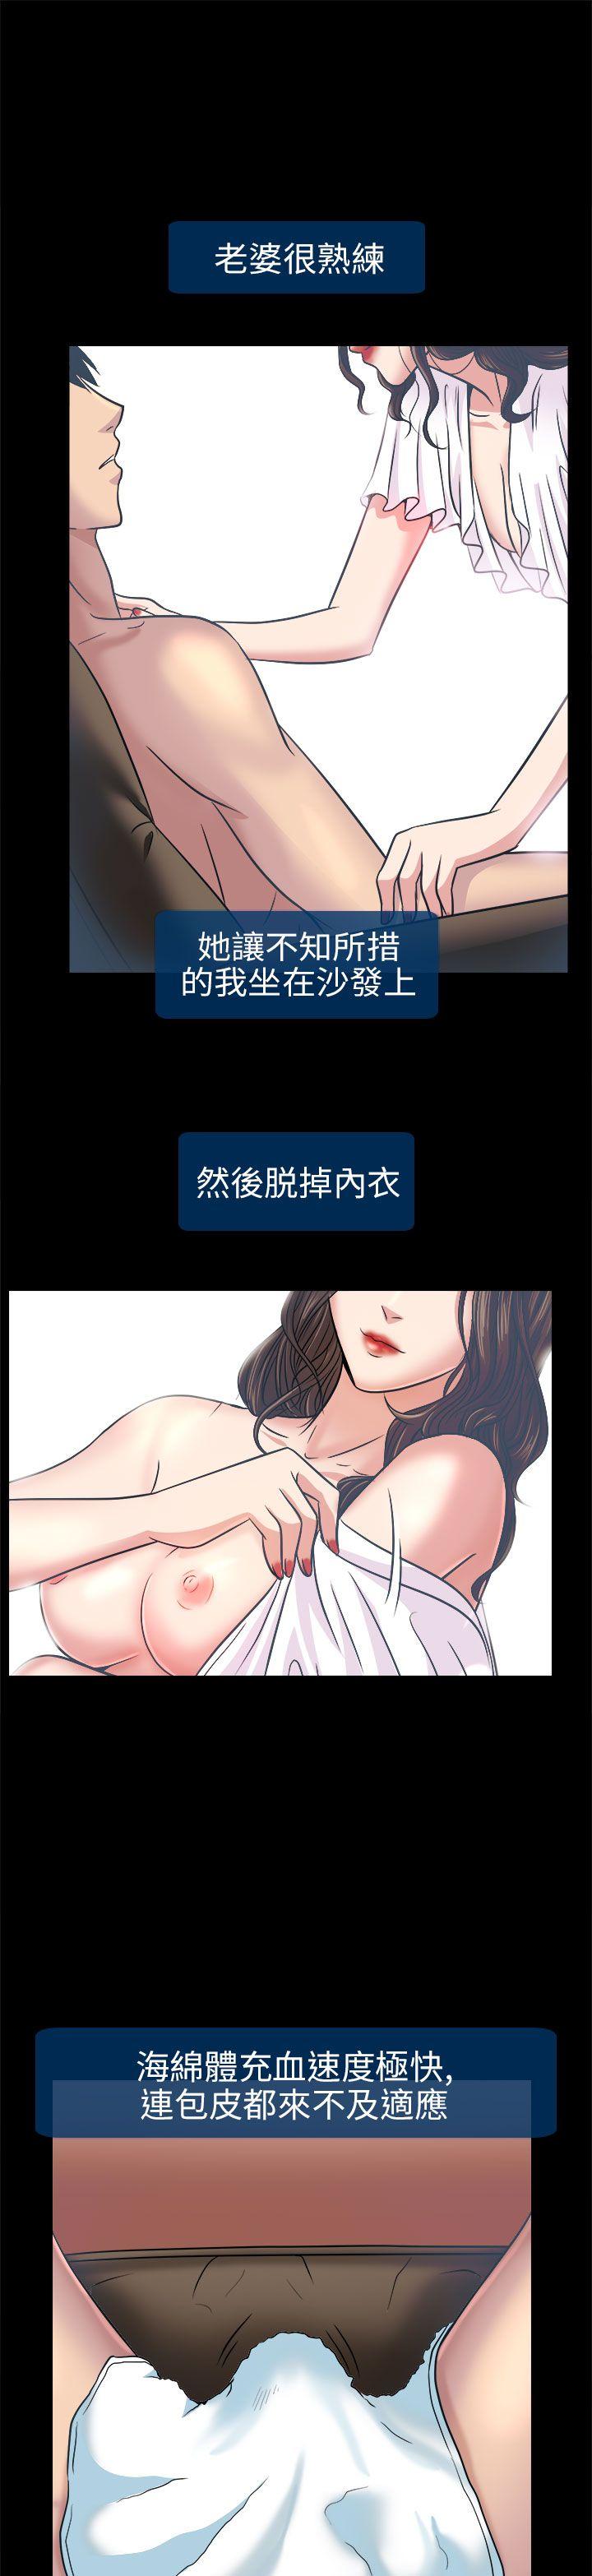 老婆很熟練
她讓不知所措
的我坐在沙發上
然後脫掉內衣
海綿體充血速度極快,
連包皮都來不及適應